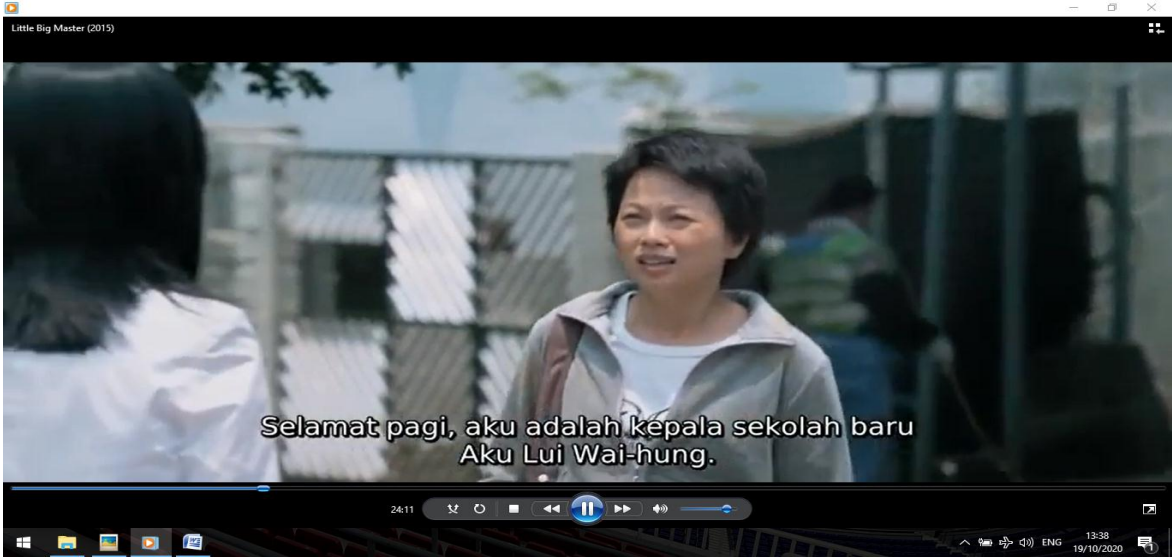 Little Big Master (2015)
Selamat pagi, aku adalah kepala sekolah baru
Aku Lui Wai-hung.
24:11
ENG
13:38
19/10/2020